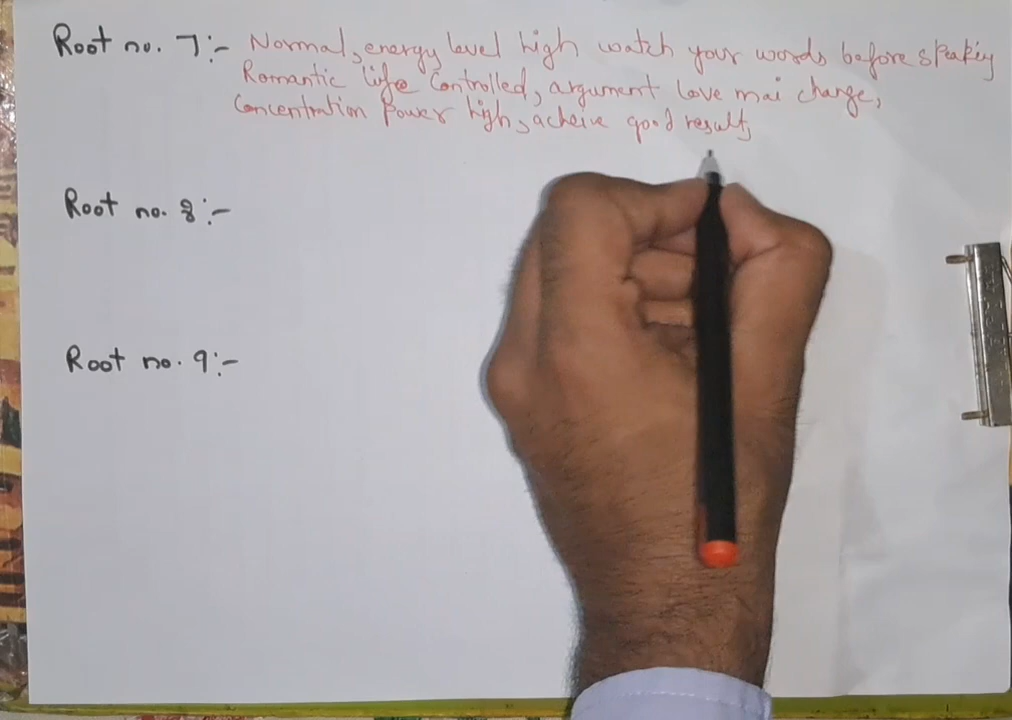 Root no. 7:- Normal, energy level high watch your words before speaking
Romantic life controlled, argument Love mai change,
Concentration Power high, acheive good result,
Root no. 8:-
Root no. 9:-